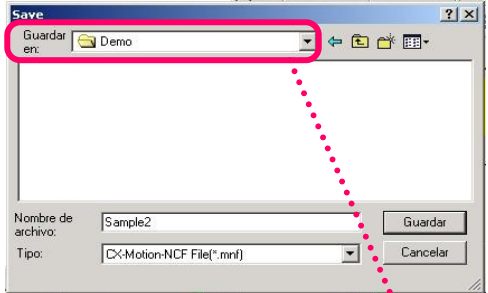 Save
Guardar en: Demo
Nombre de archivo: Sample2 Guardar
Tipo: CX-Motion-NCF File(*.mnf) Cancelar